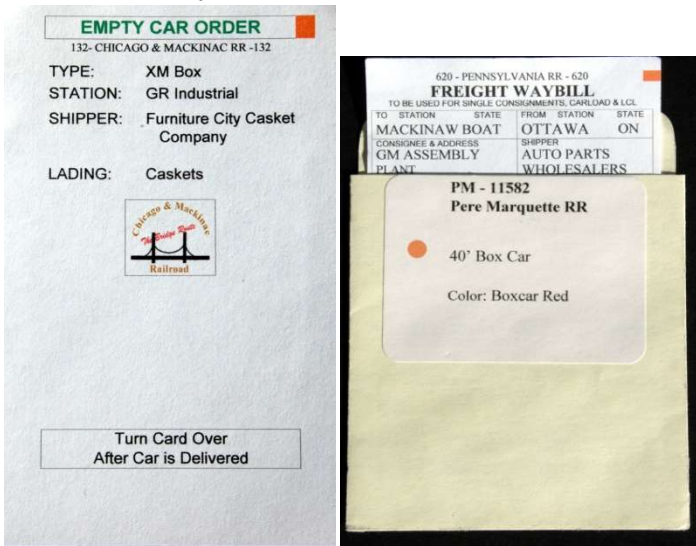 EMPTY CAR ORDER
132- CHICAGO & MACKINAC RR -132
TYPE: XM Box
STATION: GR Industrial
SHIPPER: Furniture City Casket
Company
LADING: Caskets
Chicago & Mackinac
The Bridge Route
Railroad
Turn Card Over
After Car is Delivered
620 - PENNSYLVANIA RR - 620
FREIGHT WAYBILL
TO BE USED FOR SINGLE CONSIGNMENTS, CARLOAD & LCL
TO STATION STATE FROM STATION STATE
MACKINAW BOAT OTTAWA ON
CONSIGNEE & ADDRESS SHIPPER
GM ASSEMBLY AUTO PARTS
PLANT WHOLESALERS
PM - 11582
Pere Marquette RR
40' Box Car
Color: Boxcar Red